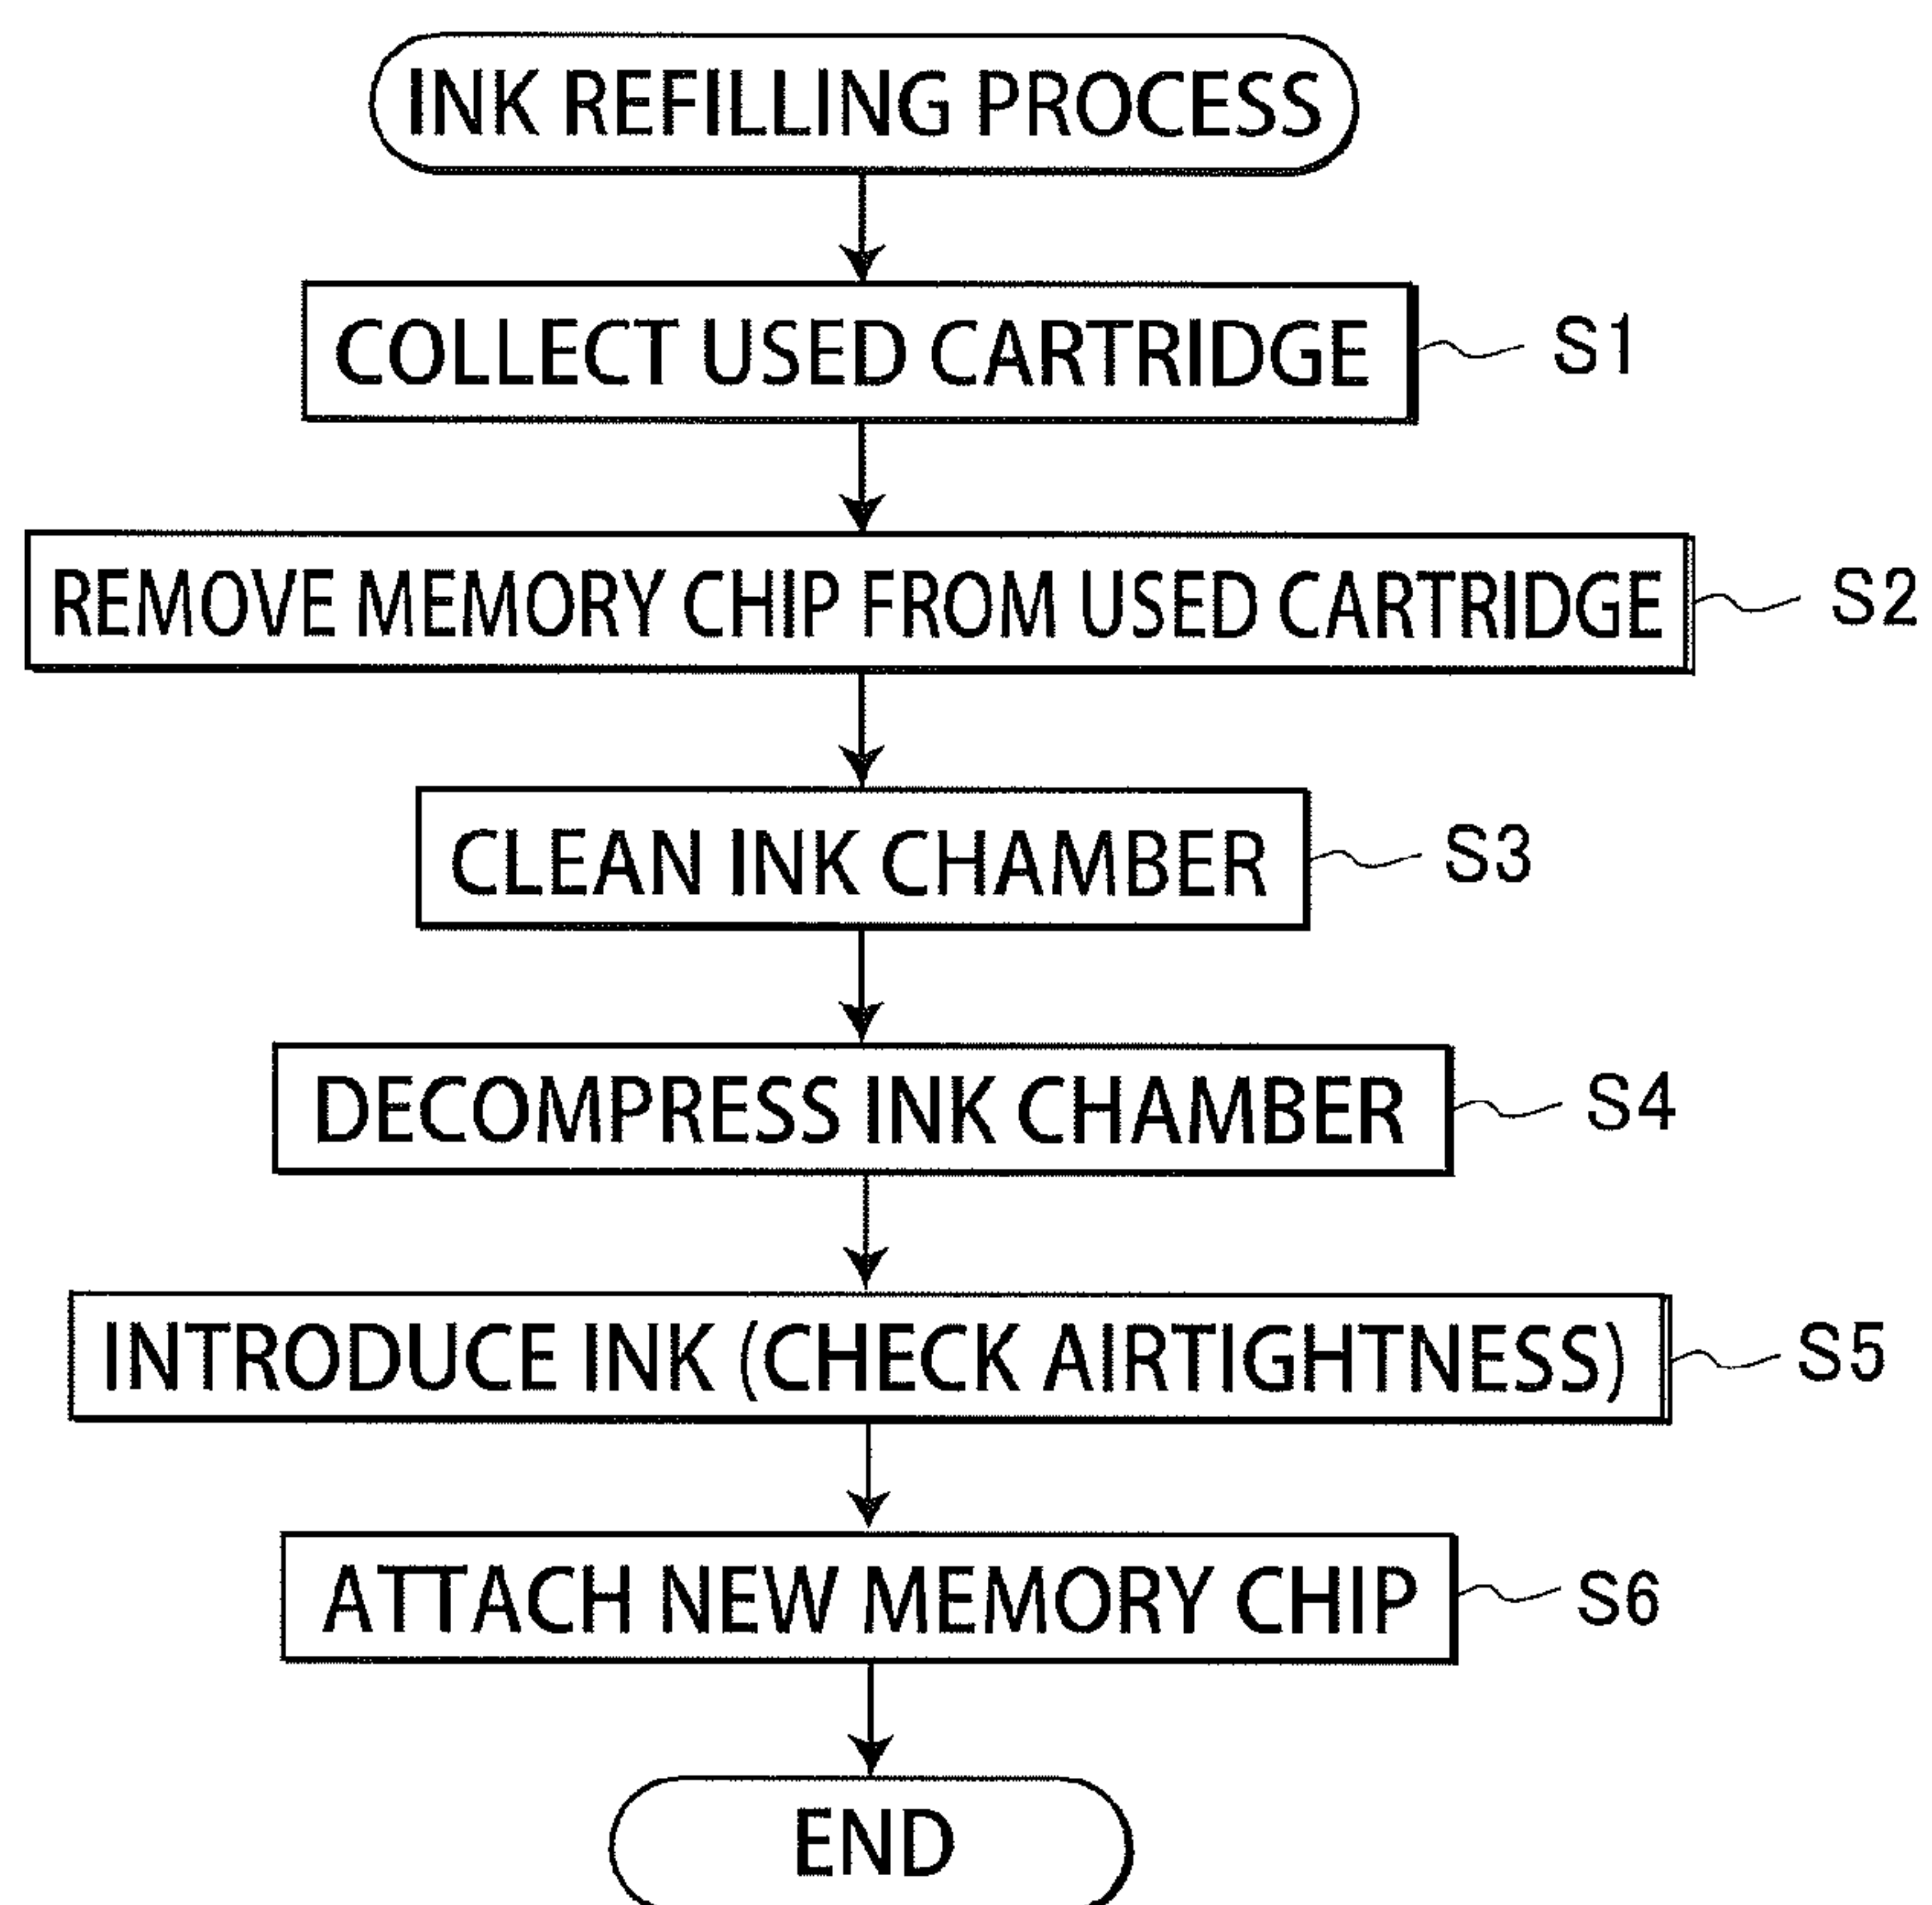 INK REFILLING PROCESS
COLLECT USED CARTRIDGE S1
REMOVE MEMORY CHIP FROM USED CARTRIDGE S2
CLEAN INK CHAMBER S3
DECOMPRESS INK CHAMBER S4
INTRODUCE INK (CHECK AIRTIGHTNESS) S5
ATTACH NEW MEMORY CHIP S6
END